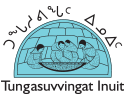 ᑐᖓᓱᕝᕕᖓᑦ ᐃᓄᐃᑦ
Tungasuvvingat Inuit